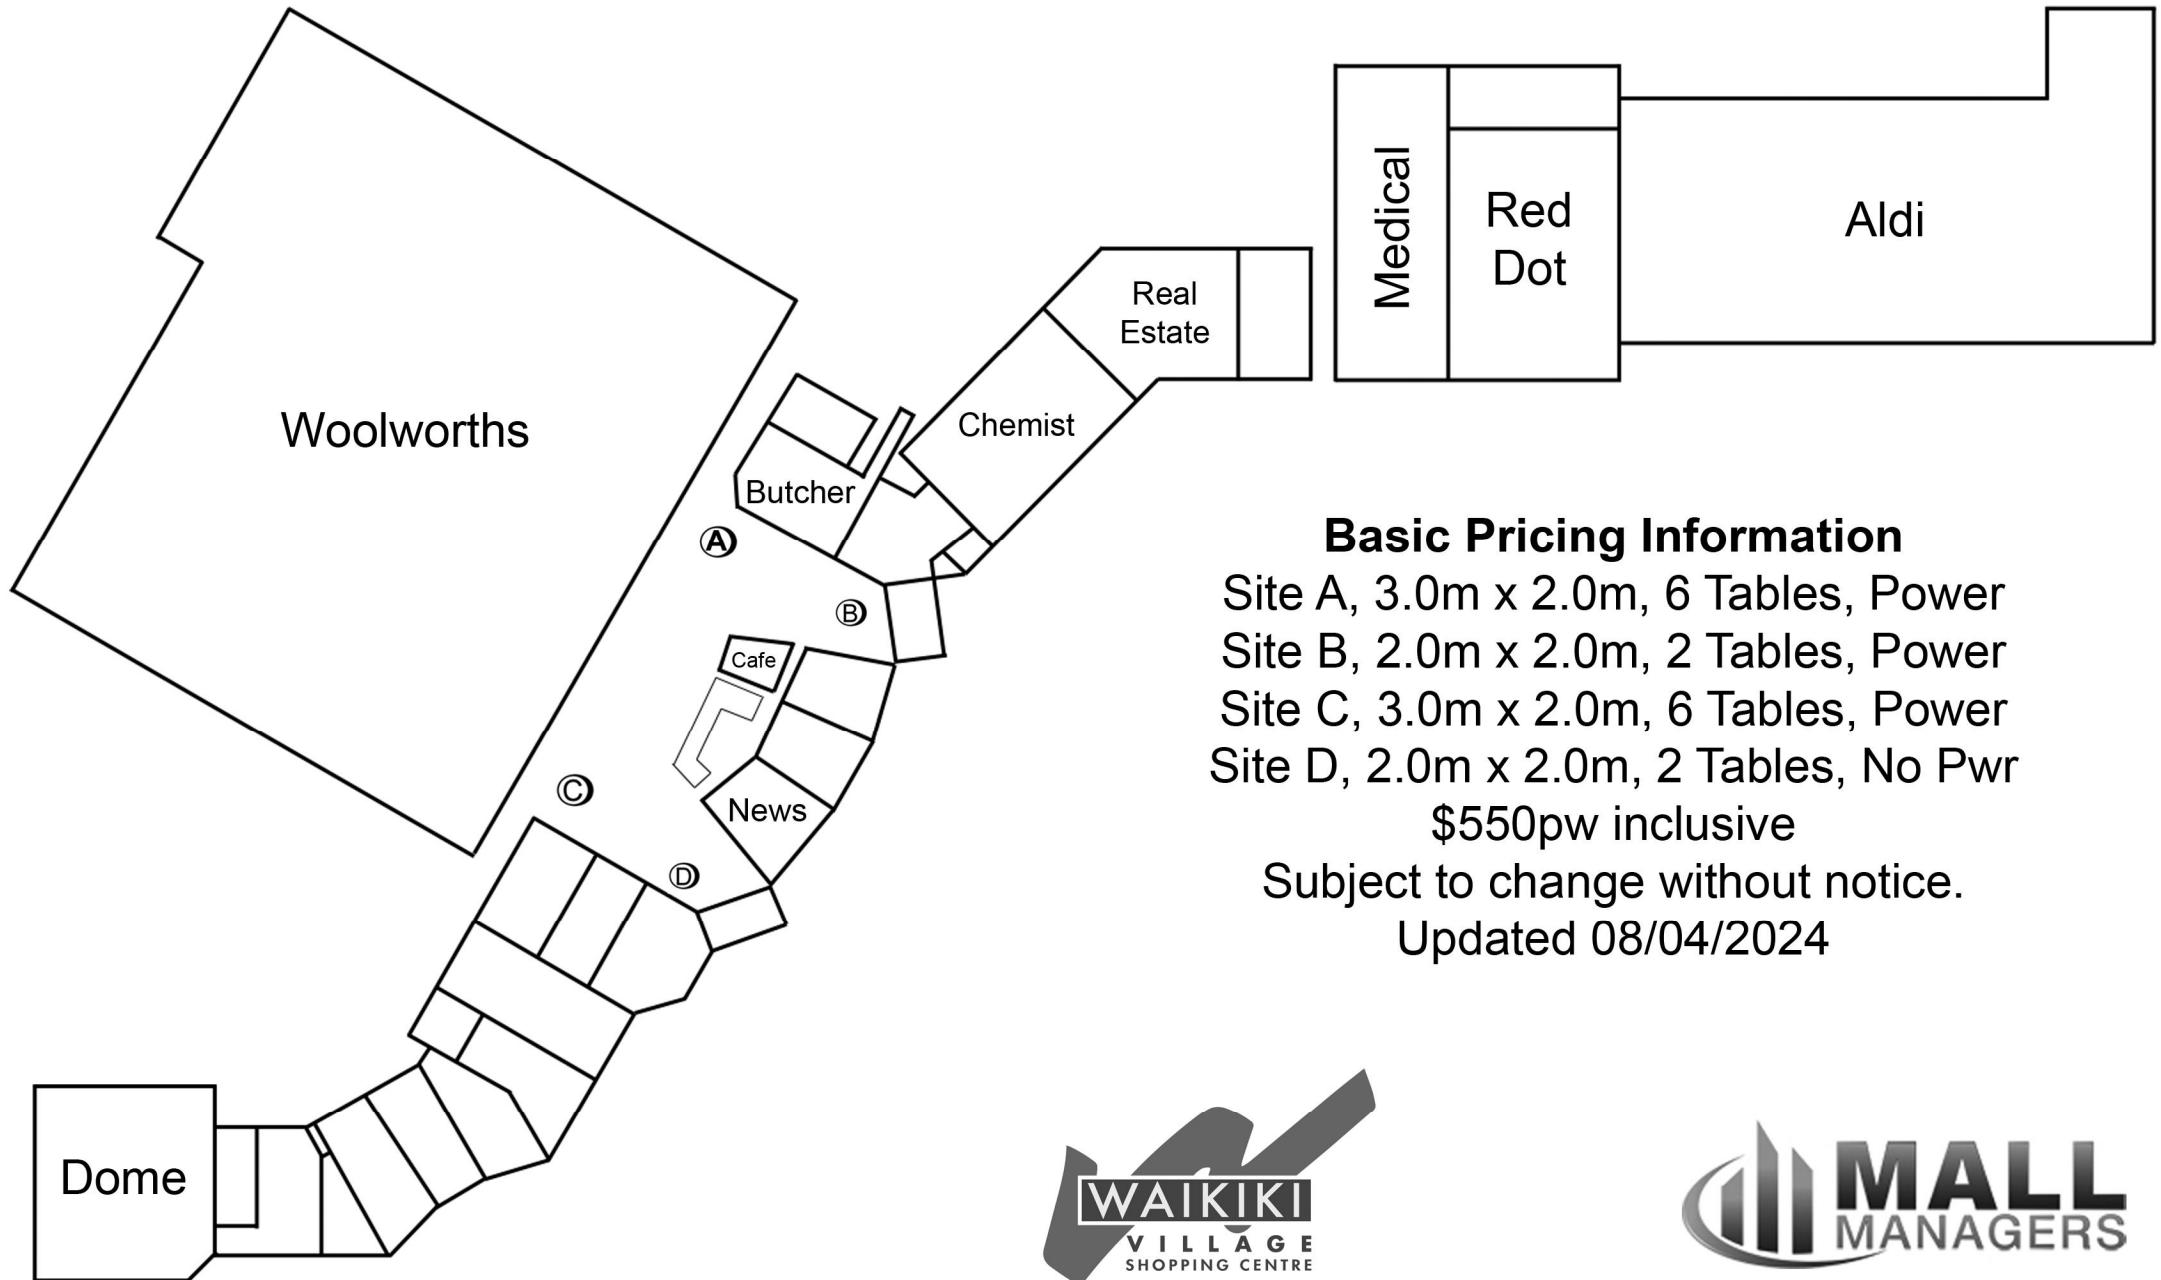 Medical
Red
Dot
Aldi
Real
Estate
Woolworths
Chemist
Butcher
A
B
Cafe
C
News
D
Dome
Basic Pricing Information
Site A, 3.0m x 2.0m, 6 Tables, Power
Site B, 2.0m x 2.0m, 2 Tables, Power
Site C, 3.0m x 2.0m, 6 Tables, Power
Site D, 2.0m x 2.0m, 2 Tables, No Pwr
$550pw inclusive
Subject to change without notice.
Updated 08/04/2024
WAIKIKI
VILLAGE
SHOPPING CENTRE
MALL
MANAGERS